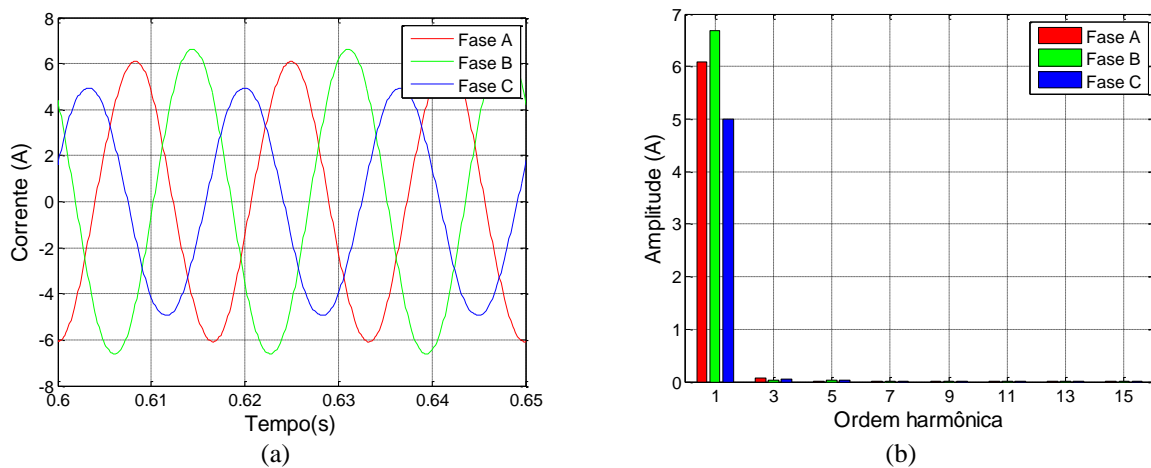 8
6
4
2
0
-2
-4
-6
-8
Corrente (A)
0.6
0.61
0.62
0.63
0.64
0.65
Tempo(s)
Fase A
Fase B
Fase C
(a)
7
6
5
4
3
2
1
0
Amplitude (A)
1
3
5
7
9
11
13
15
Ordem harmônica
Fase A
Fase B
Fase C
(b)